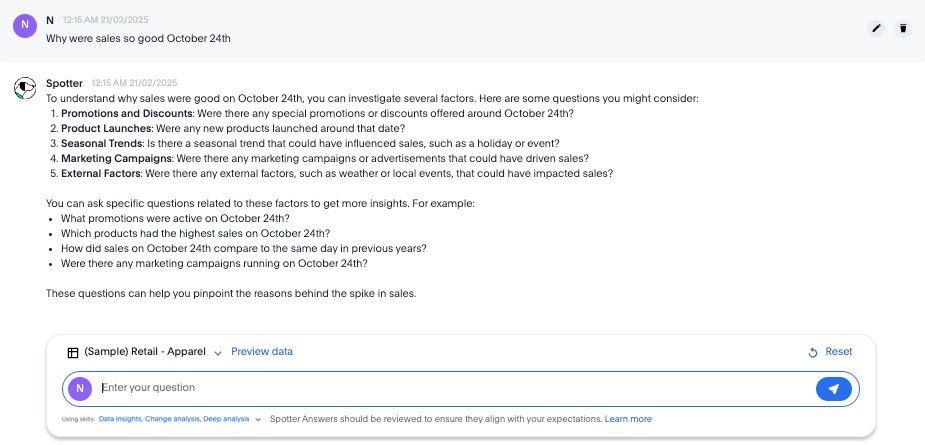 N
N 12:15 AM 21/02/2025
Why were sales so good October 24th
Spotter 12:15 AM 21/02/2025
To understand why sales were good on October 24th, you can investigate several factors. Here are some questions you might consider:
1. Promotions and Discounts: Were there any special promotions or discounts offered around October 24th?
2. Product Launches: Were any new products launched around that date?
3. Seasonal Trends: Is there a seasonal trend that could have influenced sales, such as a holiday or event?
4. Marketing Campaigns: Were there any marketing campaigns or advertisements that could have driven sales?
5. External Factors: Were there any external factors, such as weather or local events, that could have impacted sales?
You can ask specific questions related to these factors to get more insights. For example:
• What promotions were active on October 24th?
• Which products had the highest sales on October 24th?
• How did sales on October 24th compare to the same day in previous years?
• Were there any marketing campaigns running on October 24th?
These questions can help you pinpoint the reasons behind the spike in sales.
(Sample) Retail - Apparel Preview data Reset
N Enter your question
Using skills: Data insights, Change analysis, Deep analysis Spotter Answers should be reviewed to ensure they align with your expectations. Learn more